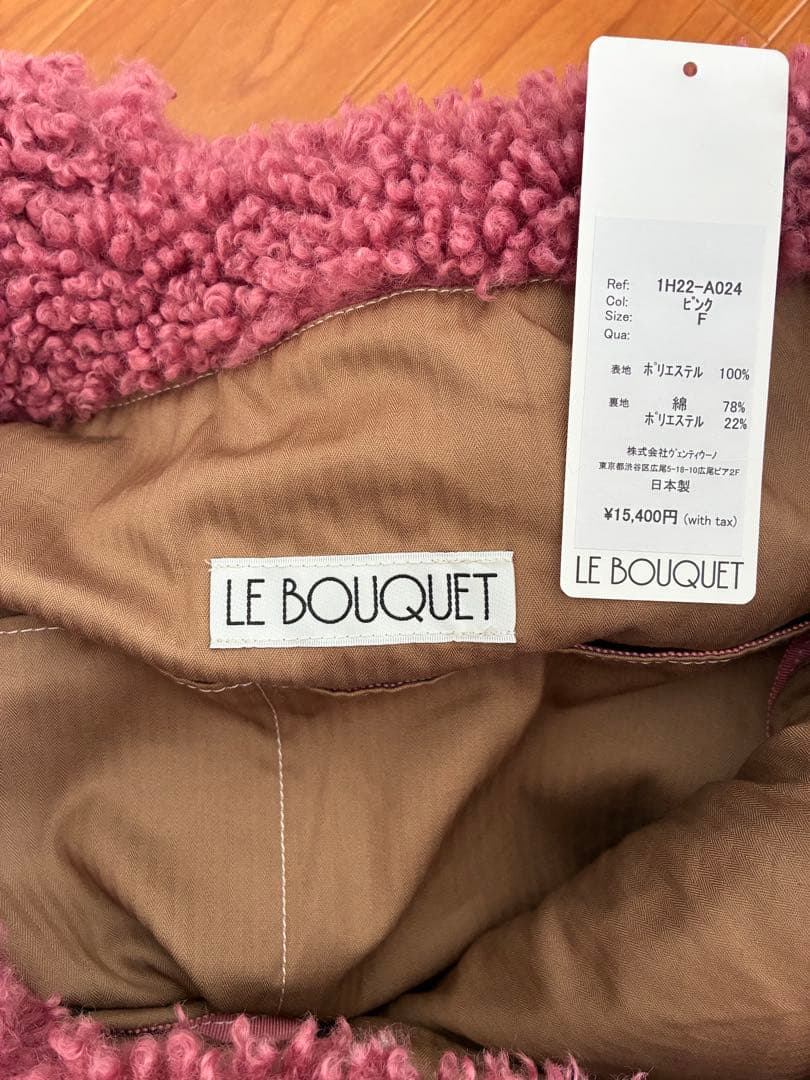 Ref: 1H22-A024
Col: ピンク
Size: F
Qua:
表地 ポリエステル 100%
裏地 綿 78%
ポリエステル 22%
株式会社ヴェンティウーノ
東京都渋谷区広尾5-18-10広尾ピア2F
日本製
¥15,400円 (with tax)
LE BOUQUET
LE BOUQUET